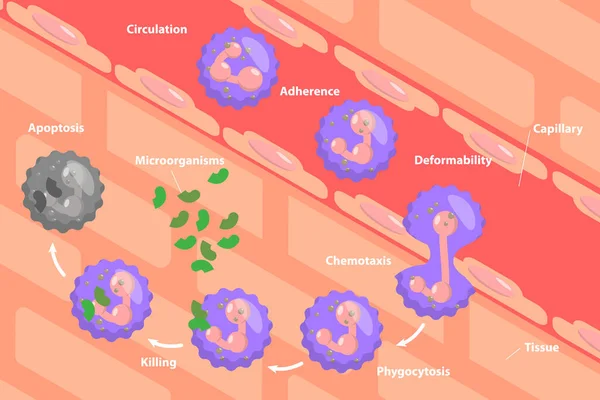 Circulation
Adherence
Apoptosis
Microorganisms
Capillary
Deformability
Chemotaxis
Tissue
Killing
Phygocytosis